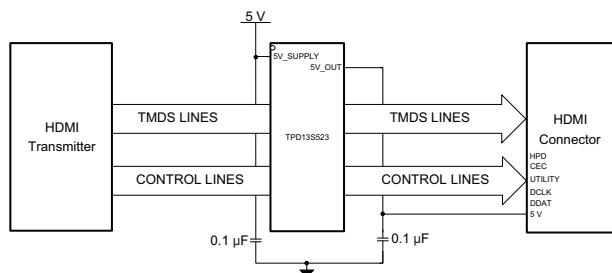 5 V
5V_SUPPLY
5V_OUT
HDMI
Transmitter
TMDS LINES
TPD13S523
TMDS LINES
HDMI
Connector
CONTROL LINES
CONTROL LINES
HPD
CEC
UTILITY
DCLK
DDAT
5 V
0.1 µF
0.1 µF